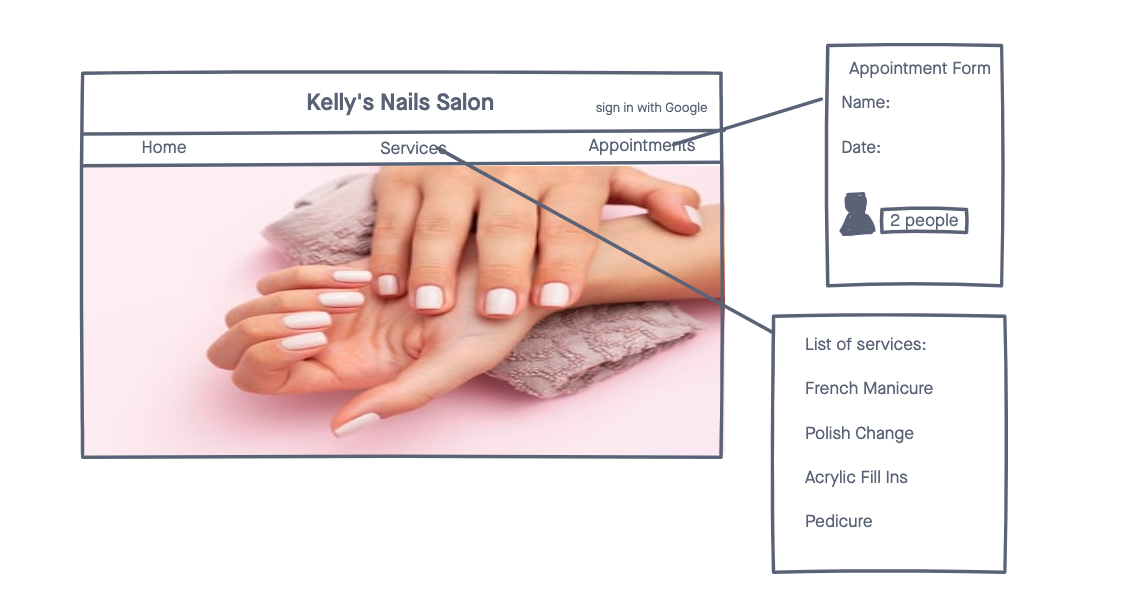 Kelly's Nails Salon
sign in with Google
Home
Services
Appointments
Appointment Form
Name:
Date:
2 people
List of services:
French Manicure
Polish Change
Acrylic Fill Ins
Pedicure